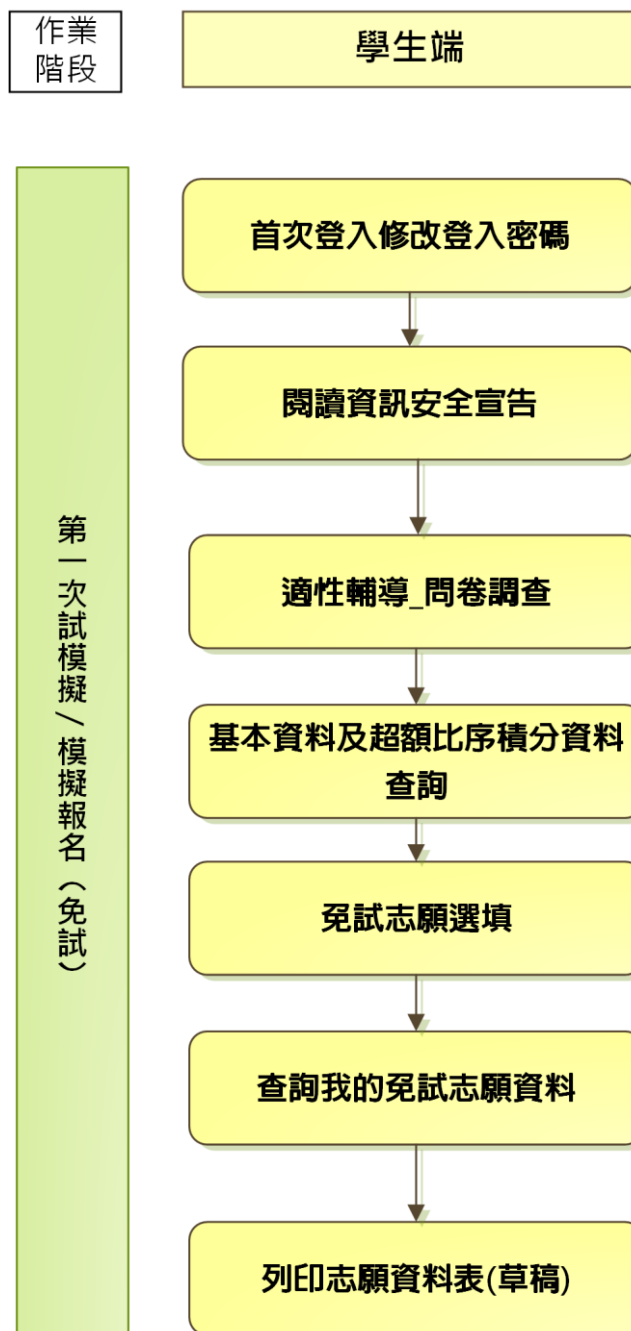 作業
階段
學生端
第一次試模擬／模擬報名（免試）
首次登入修改登入密碼
閱讀資訊安全宣告
適性輔導_問卷調查
基本資料及超額比序積分資料
查詢
免試志願選填
查詢我的免試志願資料
列印志願資料表(草稿)